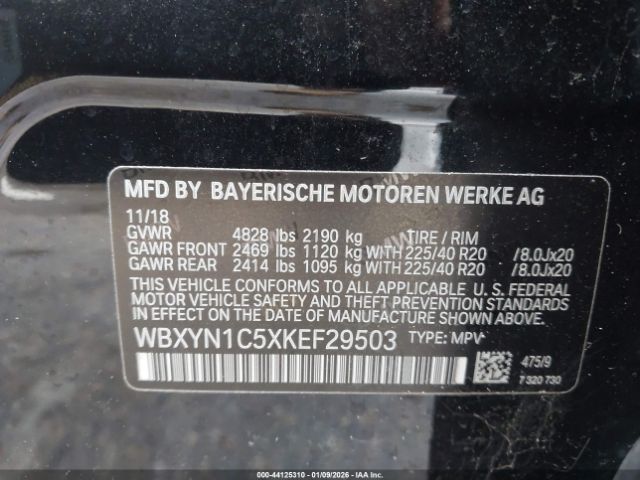 MFD BY BAYERISCHE MOTOREN WERKE AG
11/18
GVWR 4828 lbs 2190 kg TIRE / RIM
GAWR FRONT 2469 lbs 1120 kg WITH 225/40 R20 /8.0Jx20
GAWR REAR 2414 lbs 1095 kg WITH 225/40 R20 /8.0Jx20
THIS VEHICLE CONFORMS TO ALL APPLICABLE U.S. FEDERAL
MOTOR VEHICLE SAFETY AND THEFT PREVENTION STANDARDS
IN EFFECT ON THE DATE OF MANUFACTURE SHOWN ABOVE.
WBXYN1C5XKEF29503 TYPE: MPV
475/9
7 320 730
000-44125310 - 01/09/2026 - IAAI.COM